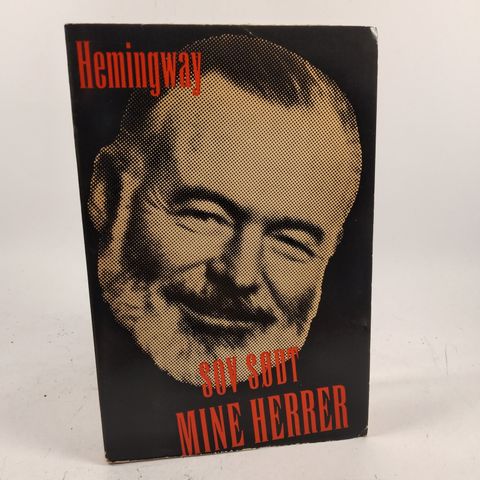 Hemingway
SOV SØDT
MINE HERRER